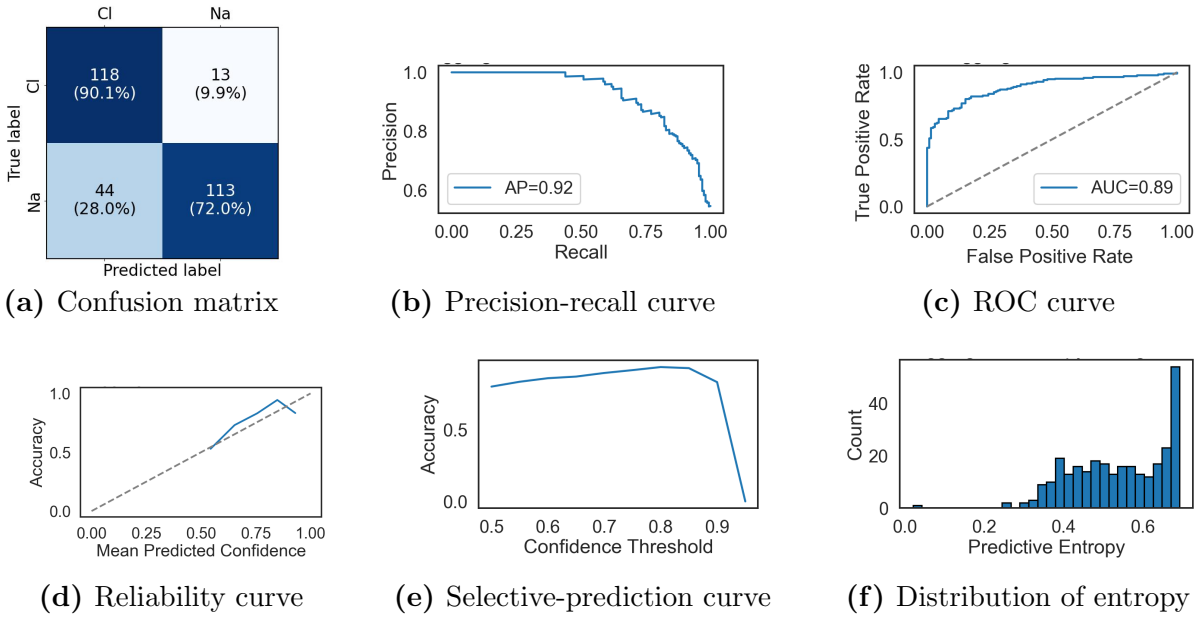 Cl Na
Cl
118
(90.1%)
13
(9.9%)
Na
44
(28.0%)
113
(72.0%)
True label
Predicted label
(a) Confusion matrix
1.0
0.8
0.6
Precision
AP=0.92
0.00 0.25 0.50 0.75 1.00
Recall
(b) Precision-recall curve
1.0
0.5
0.0
True Positive Rate
AUC=0.89
0.00 0.25 0.50 0.75 1.00
False Positive Rate
(c) ROC curve
1.0
0.5
0.0
Accuracy
0.00 0.25 0.50 0.75 1.00
Mean Predicted Confidence
(d) Reliability curve
0.5
0.0
Accuracy
0.5 0.6 0.7 0.8 0.9
Confidence Threshold
(e) Selective-prediction curve
40
20
0
Count
0.0 0.2 0.4 0.6
Predictive Entropy
(f) Distribution of entropy